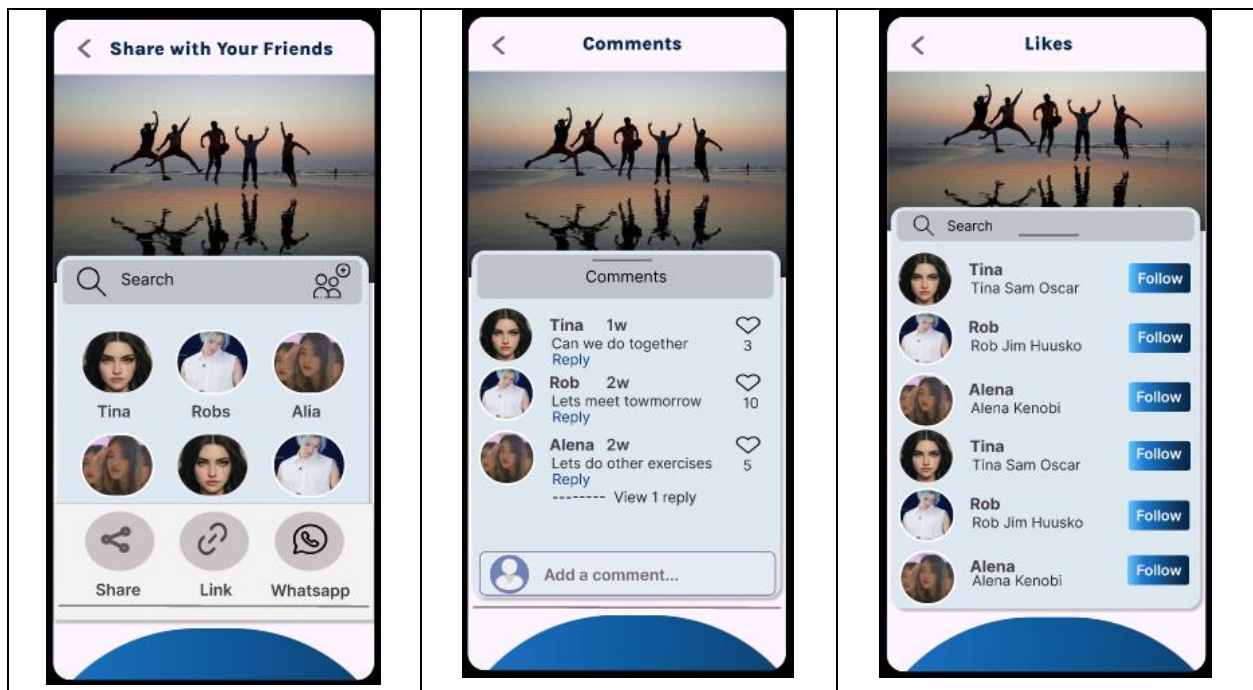 Share with Your Friends
Search
Tina Robs Alia
Share Link Whatsapp
Comments
Comments
Tina 1w
Can we do together
3
Reply
Rob 2w
Lets meet towmorrow
10
Reply
Alena 2w
Lets do other exercises
5
Reply
-------- View 1 reply
Add a comment...
Likes
Search
Tina
Tina Sam Oscar
Follow
Rob
Rob Jim Huusko
Follow
Alena
Alena Kenobi
Follow
Tina
Tina Sam Oscar
Follow
Rob
Rob Jim Huusko
Follow
Alena
Alena Kenobi
Follow